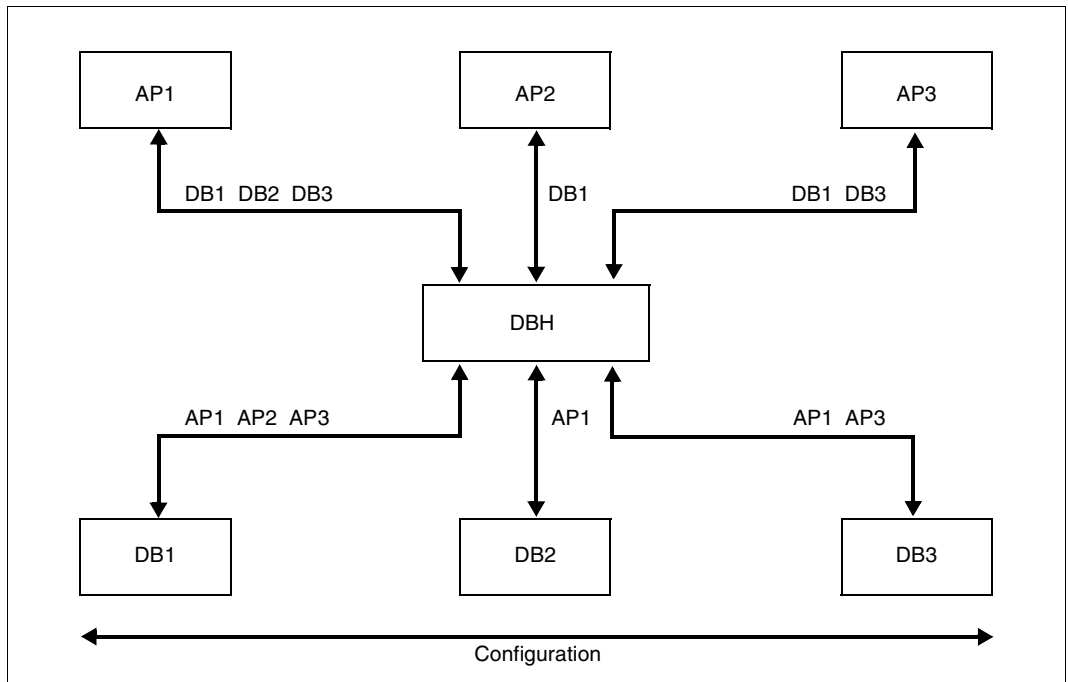 AP1
AP2
AP3
DB1 DB2 DB3
DB1
DB1 DB3
DBH
AP1 AP2 AP3
AP1
AP1 AP3
DB1
DB2
DB3
Configuration